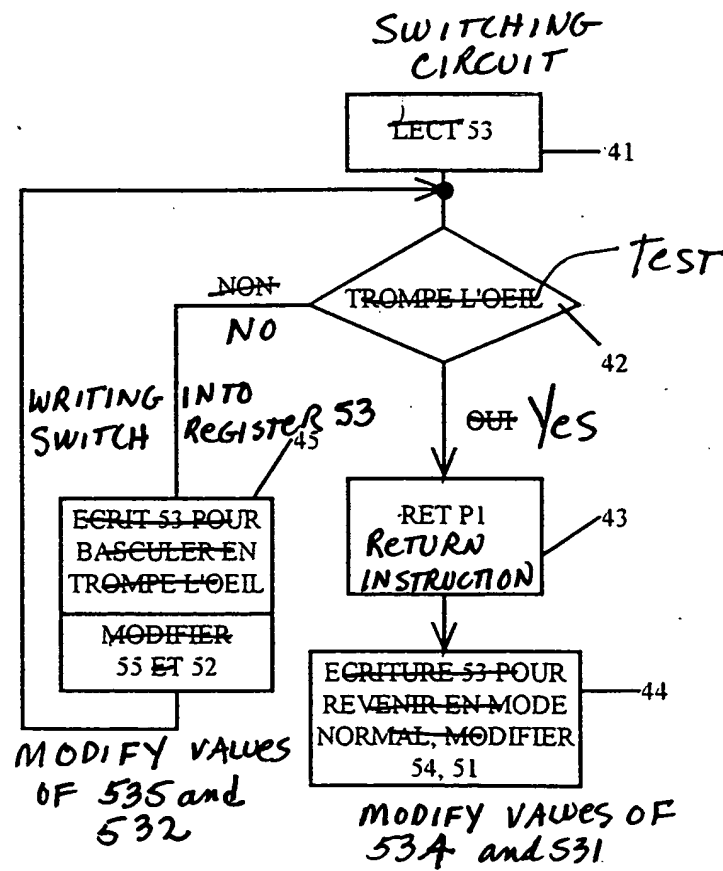 SWITCHING
CIRCUIT
LECT 53
41
TROMPE L'OEIL
TEST
42
NON
NO
OUI Yes
WRITING INTO
SWITCH REGISTER 53
45
ECRIT 53 POUR
BASCULER EN
TROMPE L'OEIL
MODIFIER
55 ET 52
MODIFY VALUES
OF 535 and
532
RET P1
RETURN
INSTRUCTION
43
ECRITURE 53 POUR
REVENIR EN MODE
NORMAL, MODIFIER
54, 51
44
MODIFY VALUES OF
534 and 531